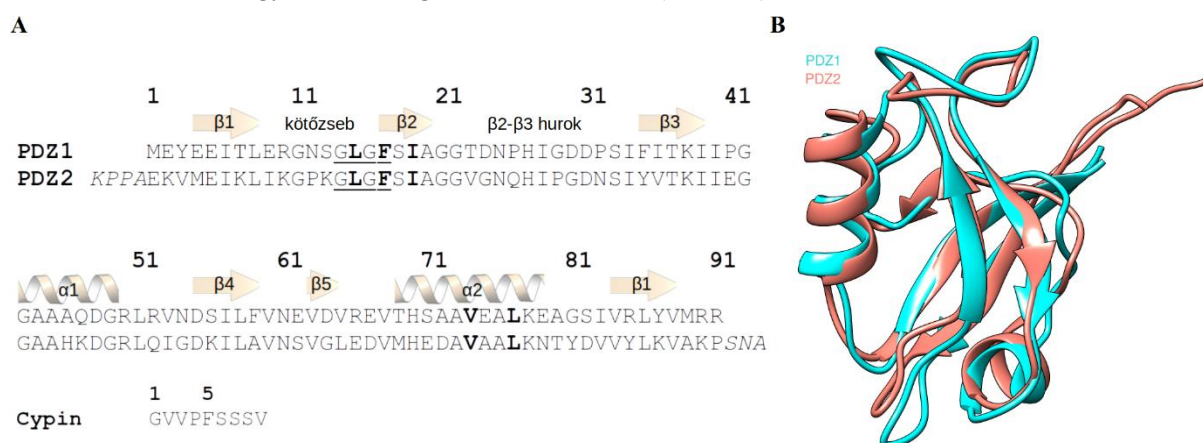 A
B
PDZ1
PDZ2
1 11 21 31 41
β1 kötőzseb β2 β2-β3 hurok β3
PDZ1 MEYEEITLERGNSGLGFSIAGGTDNPHIGDDPSIFITKIIPG
PDZ2 KPPAEKVMEIKLIKGPKGLGFSIAGGVGNQHIPGDNSIYVTKIIEG
51 61 71 81 91
α1 β4 β5 α2 β1
GAAAQDGRLRVNDSILFVNEVDVREVTHSAAVEALKEAGSIVRLYVMRR
GAAHKDGRLQIGDKILAVNSVGLEDVMHEDAVAALKNTYDVVYLKVAKPSNA
1 5
Cypin GVVPFSSSV